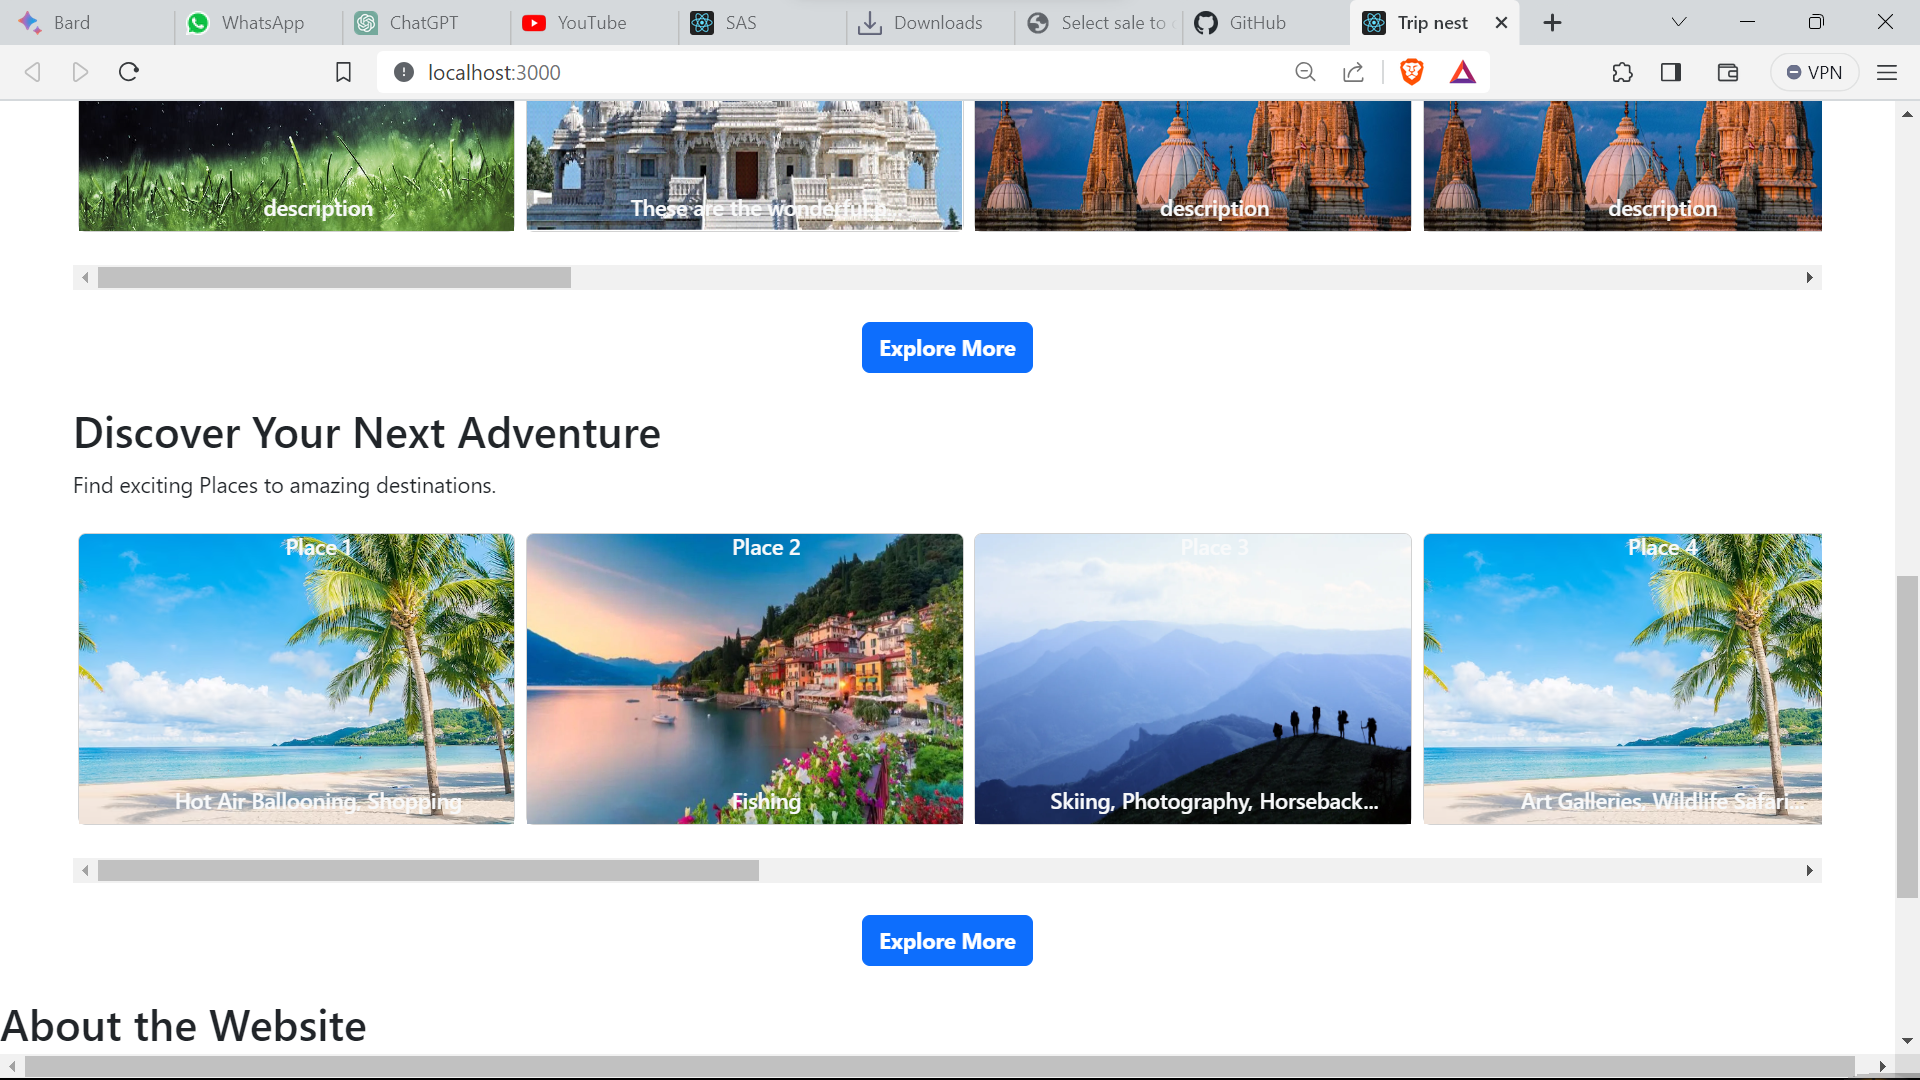 Bard
WhatsApp
ChatGPT
YouTube
SAS
Downloads
Select sale to
GitHub
Trip nest
localhost:3000
VPN
description
These are the wonderful p...
description
description
Explore More
Discover Your Next Adventure
Find exciting Places to amazing destinations.
Place 1
Place 2
Place 3
Place 4
Hot Air Ballooning, Shopping
Fishing
Skiing, Photography, Horseback...
Art Galleries, Wildlife Safari...
Explore More
About the Website